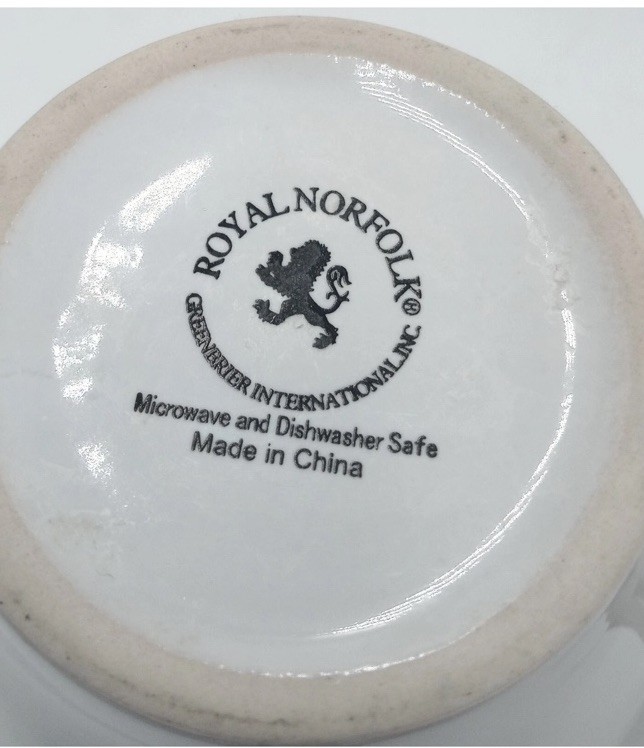 ROYAL NORFOLK®
GREENBRIER INTERNATIONAL,INC.
Microwave and Dishwasher Safe
Made in China